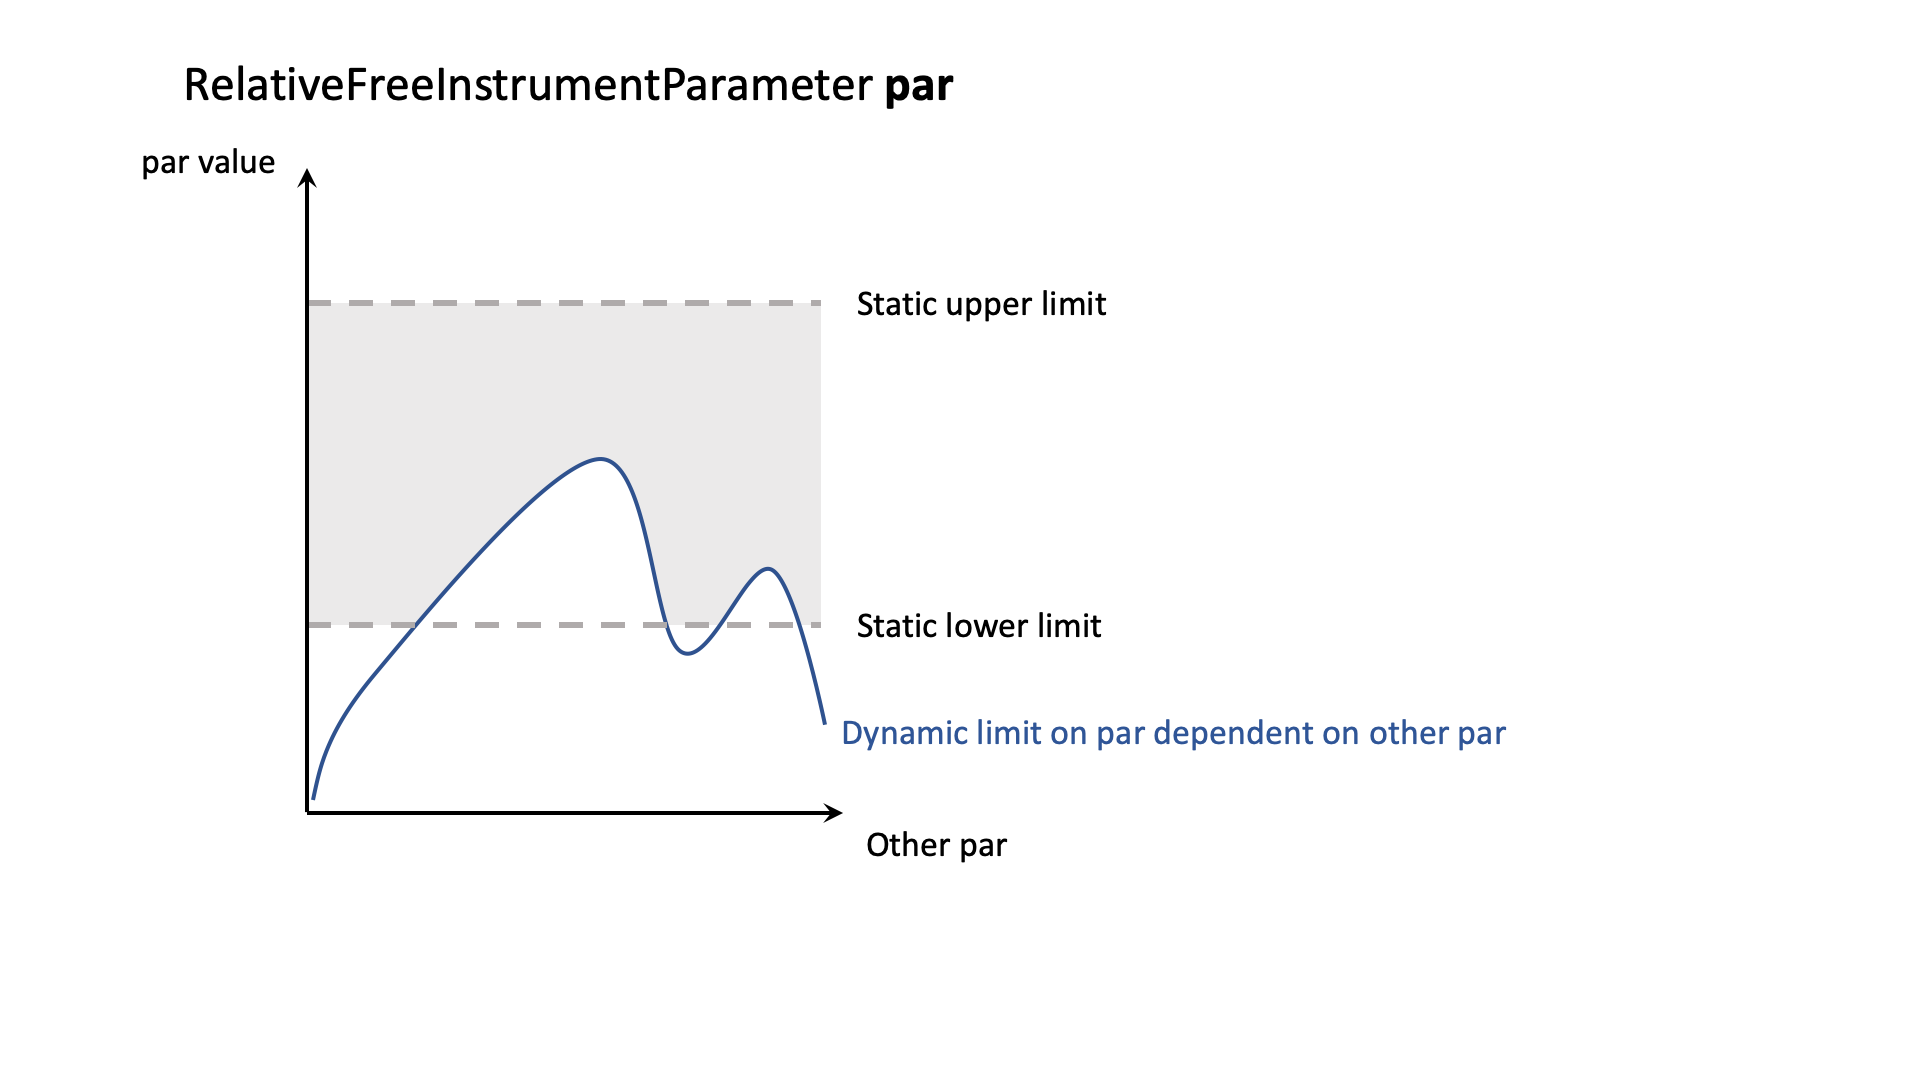 RelativeFreeInstrumentParameter par
par value
Static upper limit
Static lower limit
Dynamic limit on par dependent on other par
Other par